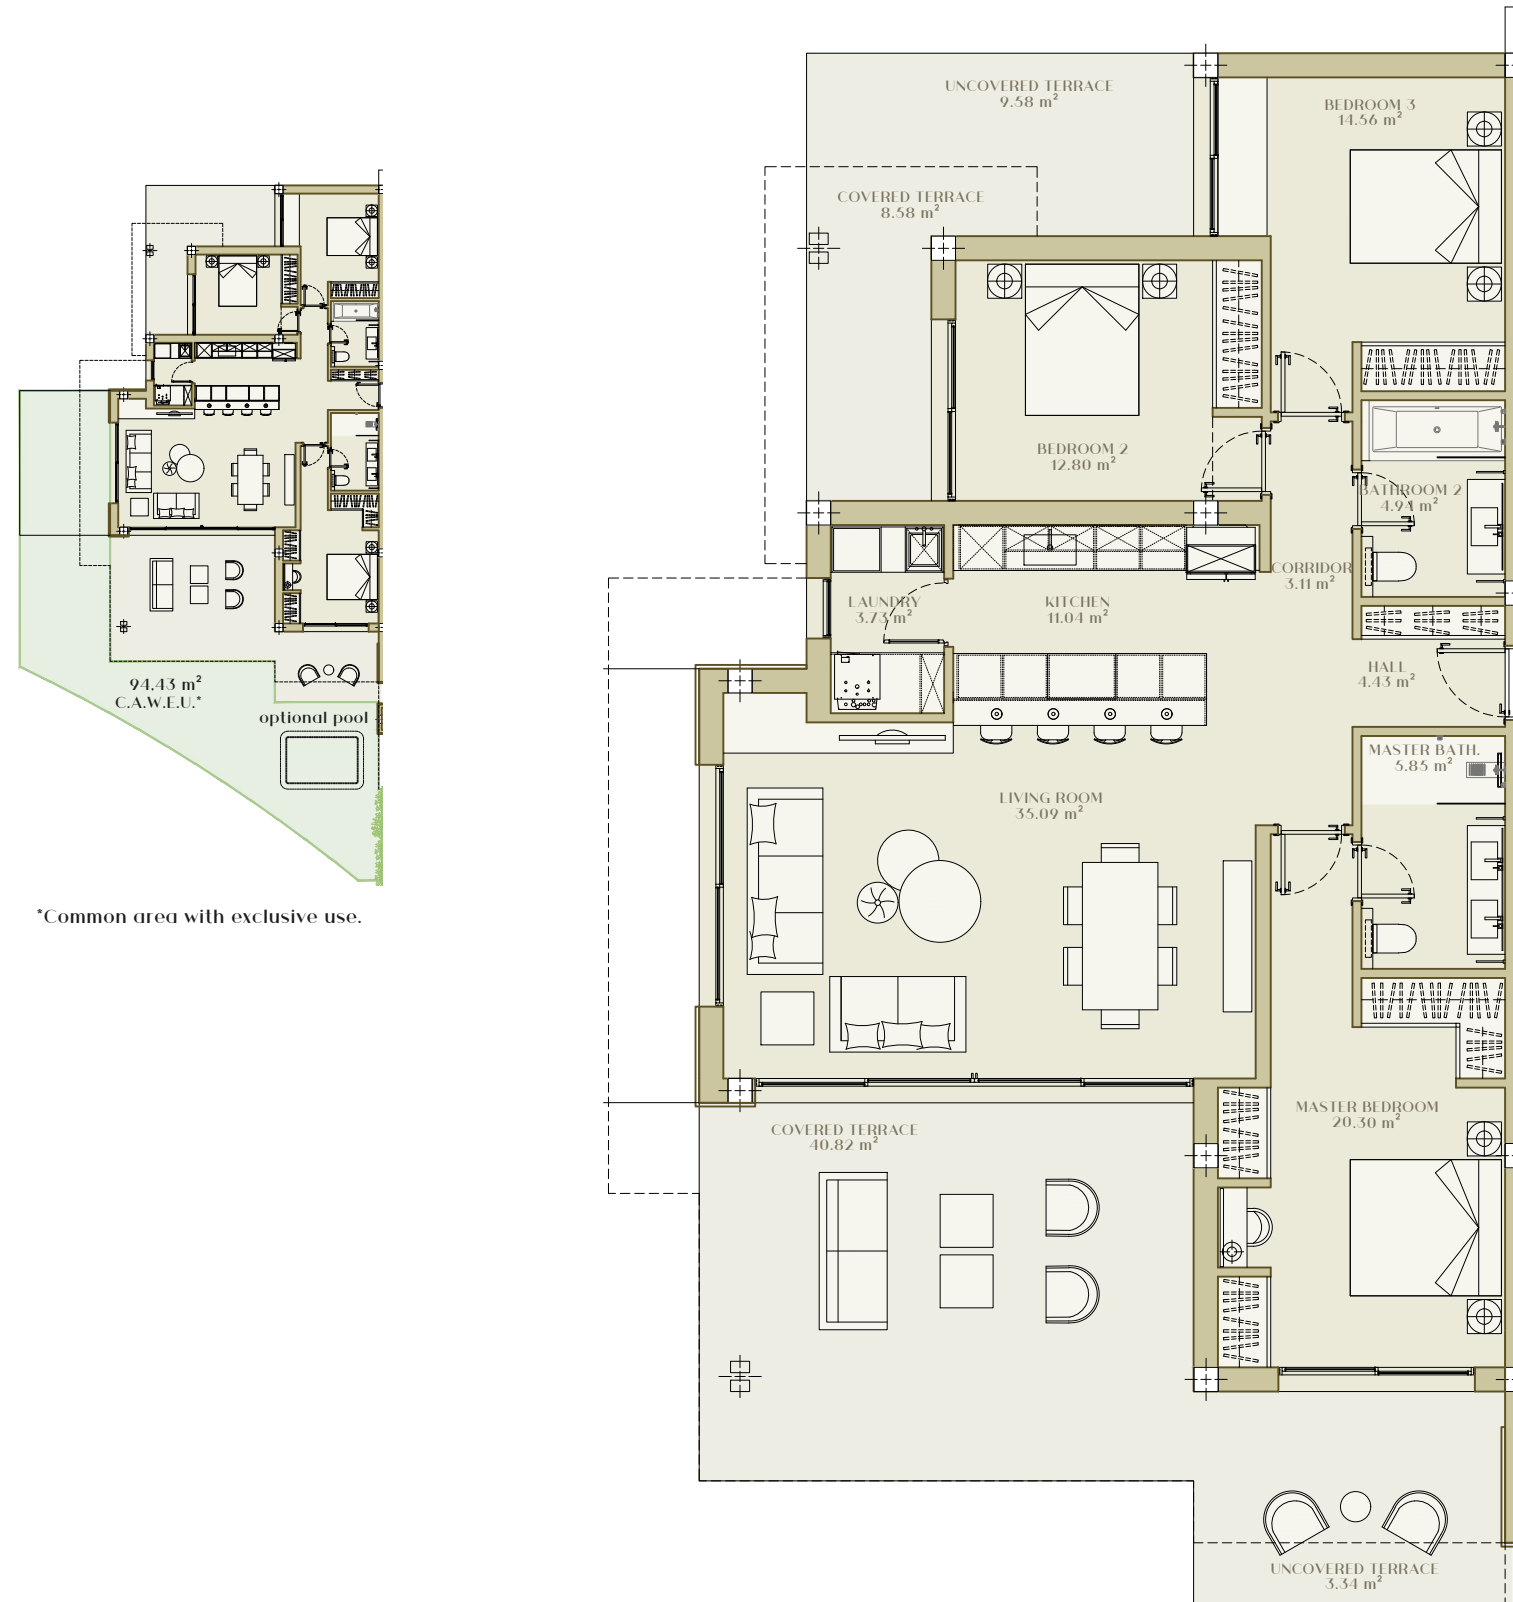 UNCOVERED TERRACE
9.58 m²
BEDROOM 3
14.56 m²
COVERED TERRACE
8.58 m²
BEDROOM 2
12.80 m²
BATHROOM 2
4.94 m²
CORRIDOR
3.11 m²
LAUNDRY
3.73 m²
KITCHEN
11.04 m²
HALL
4.43 m²
MASTER BATH.
5.85 m²
LIVING ROOM
35.09 m²
MASTER BEDROOM
20.30 m²
COVERED TERRACE
40.82 m²
UNCOVERED TERRACE
3.34 m²
94,43 m²
C.A.W.E.U.*
optional pool
*Common area with exclusive use.